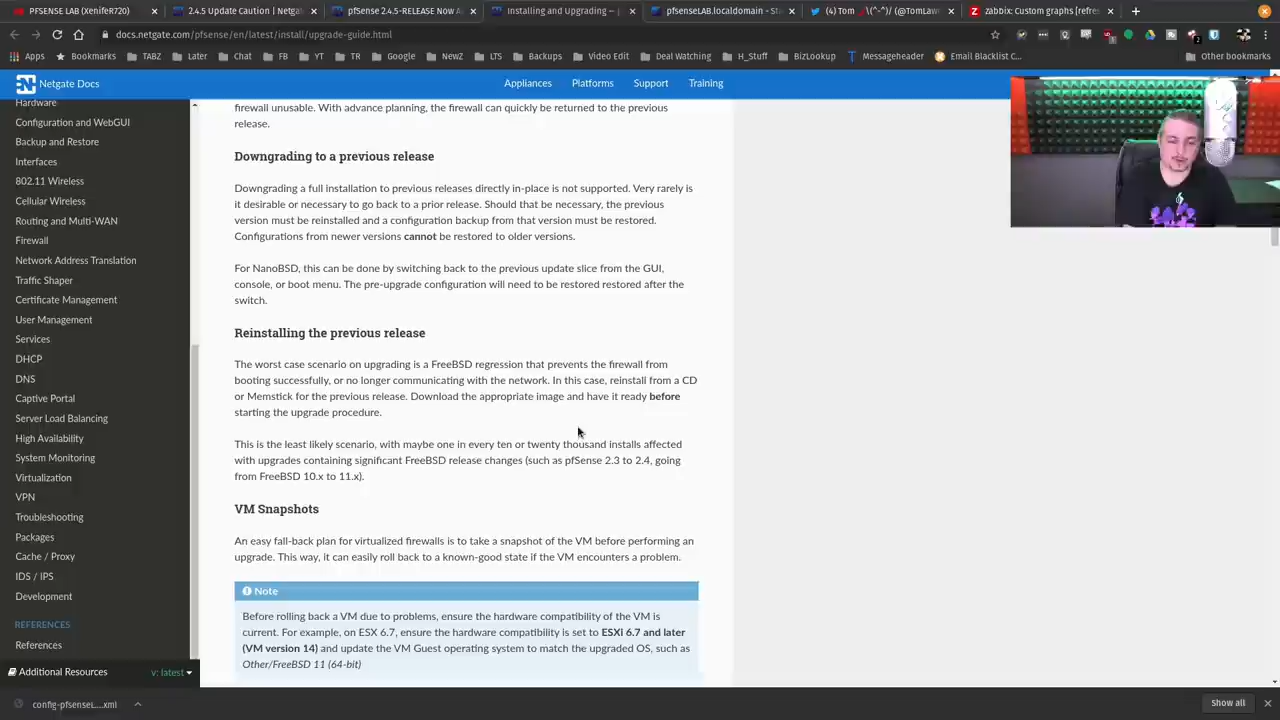 PFSENSE LAB (XenIfer720)
2.4.5 Update Caution | Netgat
pfSense 2.4.5-RELEASE Now A
Installing and Upgrading —
pfsenseLAB.localdomain - Sta
(4) Tom \(^-^)/ (@TomLaw
zabbix: Custom graphs [refres
docs.netgate.com/pfsense/en/latest/install/upgrade-guide.html
Apps
Bookmarks
TABZ
Later
Chat
FB
YT
TR
Google
NewZ
LTS
Backups
Video Edit
Deal Watching
H_Stuff
BizLookup
Messageheader
Email Blacklist C...
Other bookmarks
Netgate Docs
Appliances
Platforms
Support
Training
Hardware
Configuration and WebGUI
Backup and Restore
Interfaces
802.11 Wireless
Cellular Wireless
Routing and Multi-WAN
Firewall
Network Address Translation
Traffic Shaper
Certificate Management
User Management
Services
DHCP
DNS
Captive Portal
Server Load Balancing
High Availability
System Monitoring
Virtualization
VPN
Troubleshooting
Packages
Cache / Proxy
IDS / IPS
Development
REFERENCES
References
Additional Resources
v: latest
firewall unusable. With advance planning, the firewall can quickly be returned to the previous
release.
Downgrading to a previous release
Downgrading a full installation to previous releases directly in-place is not supported. Very rarely is
it desirable or necessary to go back to a prior release. Should that be necessary, the previous
version must be reinstalled and a configuration backup from that version must be restored.
Configurations from newer versions cannot be restored to older versions.
For NanoBSD, this can be done by switching back to the previous update slice from the GUI,
console, or boot menu. The pre-upgrade configuration will need to be restored restored after the
switch.
Reinstalling the previous release
The worst case scenario on upgrading is a FreeBSD regression that prevents the firewall from
booting successfully, or no longer communicating with the network. In this case, reinstall from a CD
or Memstick for the previous release. Download the appropriate image and have it ready before
starting the upgrade procedure.
This is the least likely scenario, with maybe one in every ten or twenty thousand installs affected
with upgrades containing significant FreeBSD release changes (such as pfSense 2.3 to 2.4, going
from FreeBSD 10.x to 11.x).
VM Snapshots
An easy fall-back plan for virtualized firewalls is to take a snapshot of the VM before performing an
upgrade. This way, it can easily roll back to a known-good state if the VM encounters a problem.
Note
Before rolling back a VM due to problems, ensure the hardware compatibility of the VM is
current. For example, on ESX 6.7, ensure the hardware compatibility is set to ESXi 6.7 and later
(VM version 14) and update the VM Guest operating system to match the upgraded OS, such as
Other/FreeBSD 11 (64-bit)
config-pfsenseL....xml
Show all